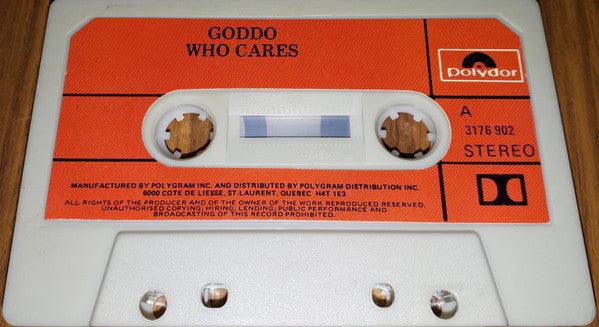 GODDO
WHO CARES
polydor
A
3176 902
STEREO
MANUFACTURED BY POLYGRAM INC. AND DISTRIBUTED BY POLYGRAM DISTRIBUTION INC.
6000 COTE DE LIESSE, ST-LAURENT, QUEBEC H4T 1E3
ALL RIGHTS OF THE PRODUCER AND OF THE OWNER OF THE WORK REPRODUCED RESERVED.
UNAUTHORISED COPYING; HIRING; LENDING; PUBLIC PERFORMANCE AND
BROADCASTING OF THIS RECORD PROHIBITED.